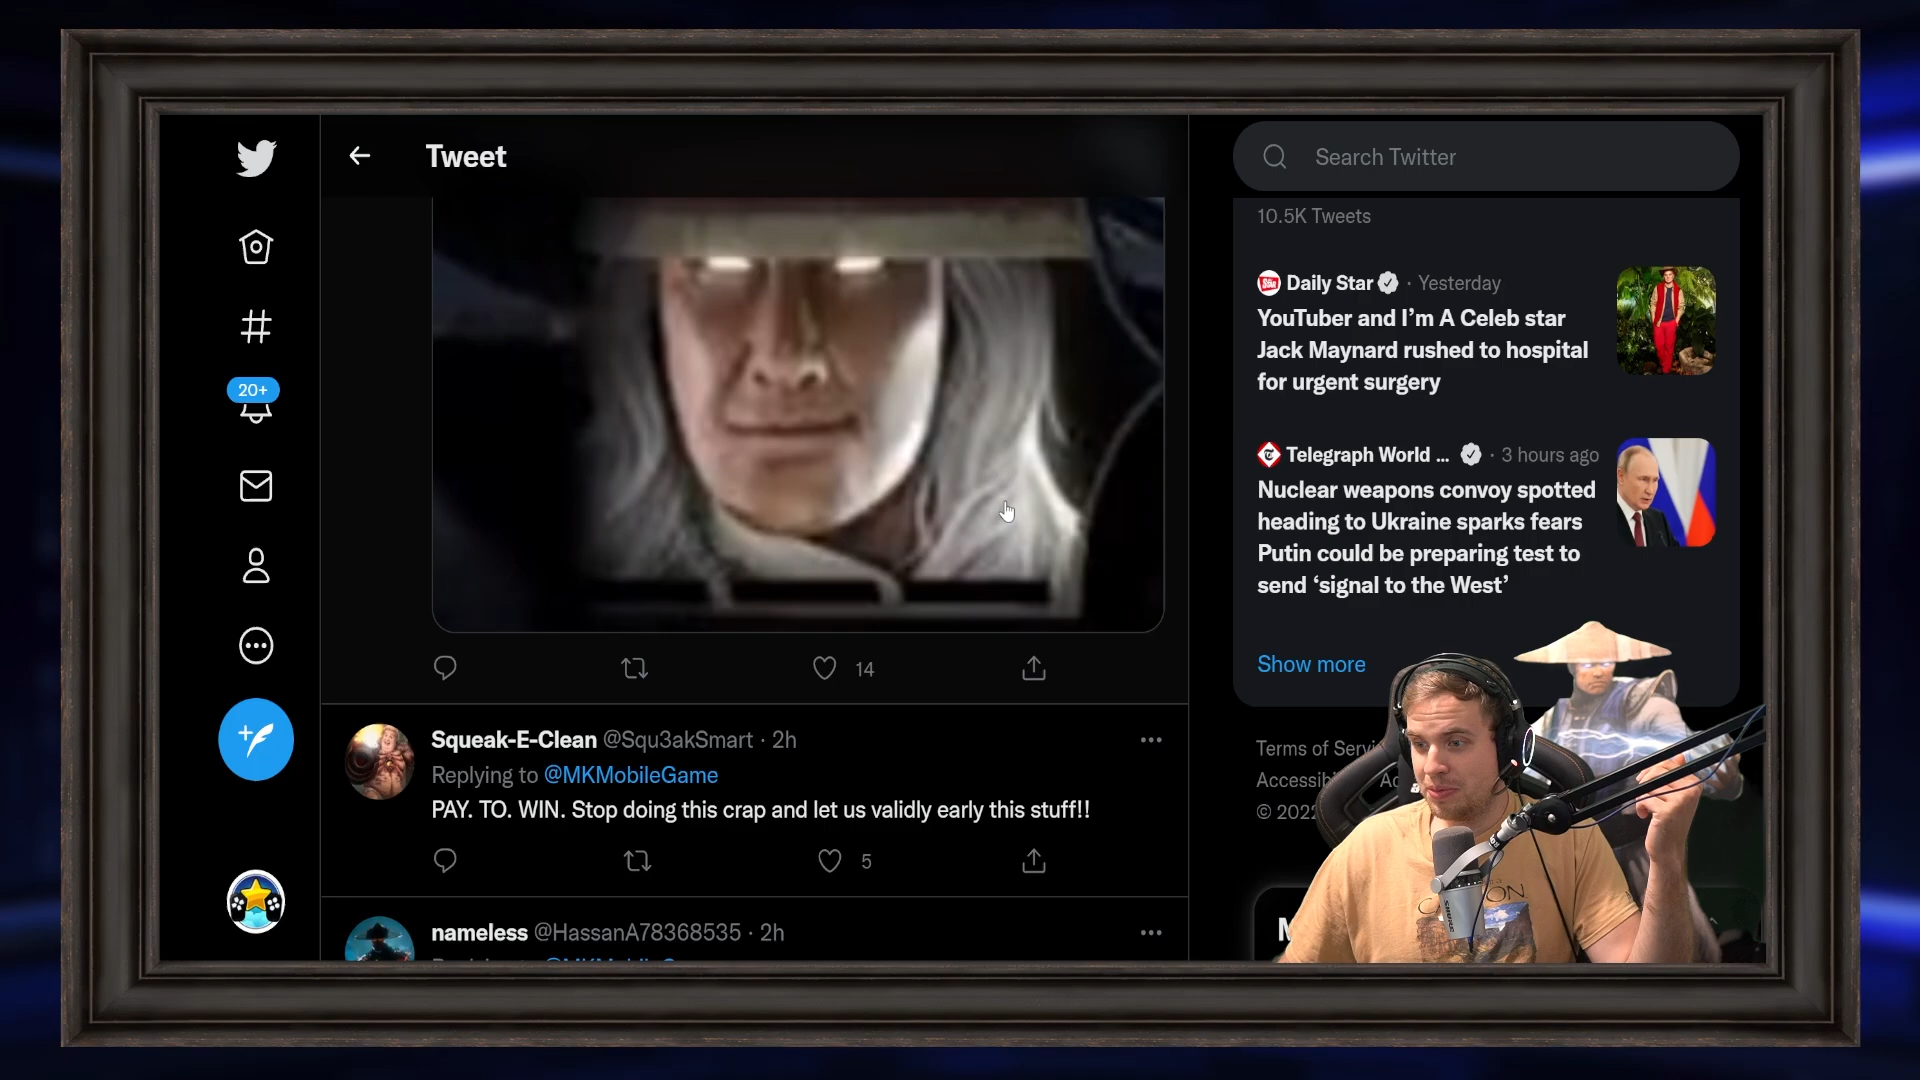 Tweet
Search Twitter
10.5K Tweets
Daily Star · Yesterday
YouTuber and I'm A Celeb star
Jack Maynard rushed to hospital
for urgent surgery
Telegraph World ... · 3 hours ago
Nuclear weapons convoy spotted
heading to Ukraine sparks fears
Putin could be preparing test to
send 'signal to the West'
Show more
20+
14
Squeak-E-Clean @Squ3akSmart · 2h
Replying to @MKMobileGame
PAY. TO. WIN. Stop doing this crap and let us validly early this stuff!!
5
nameless @HassanA78368535 · 2h
Terms of
© 2022
SHURE